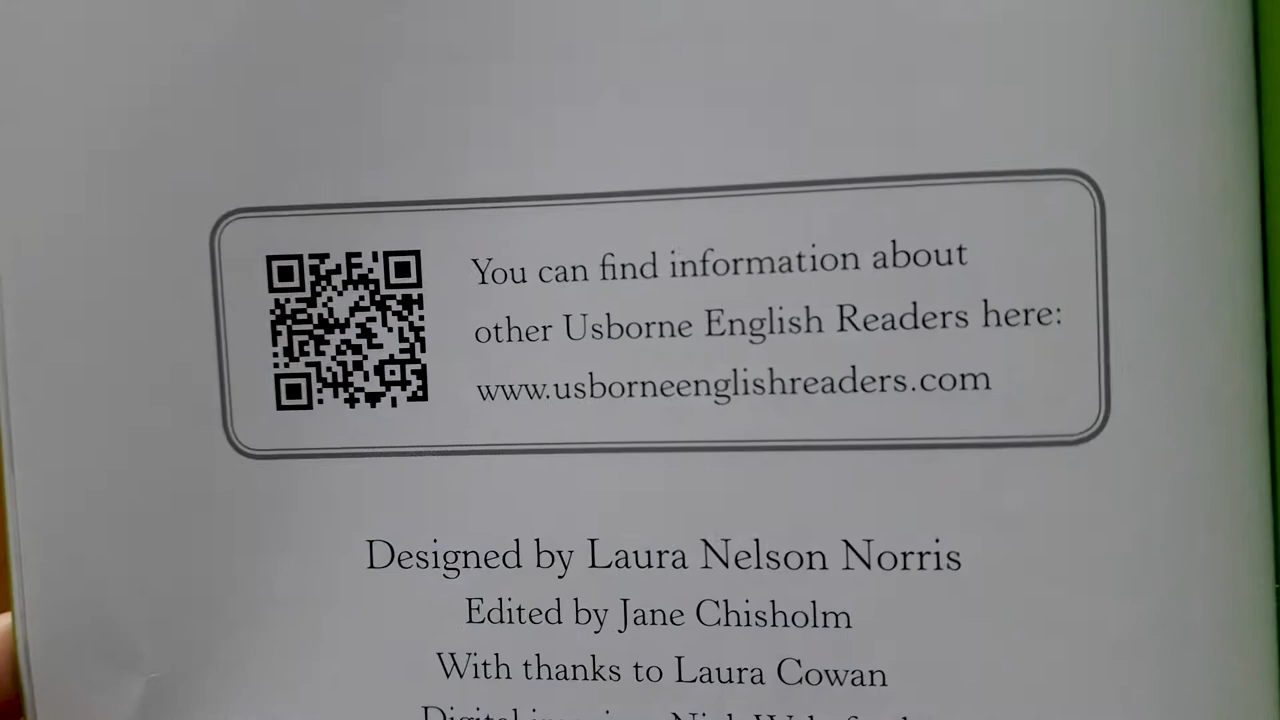 You can find information about
other Usborne English Readers here:
www.usborneenglishreaders.com
Designed by Laura Nelson Norris
Edited by Jane Chisholm
With thanks to Laura Cowan